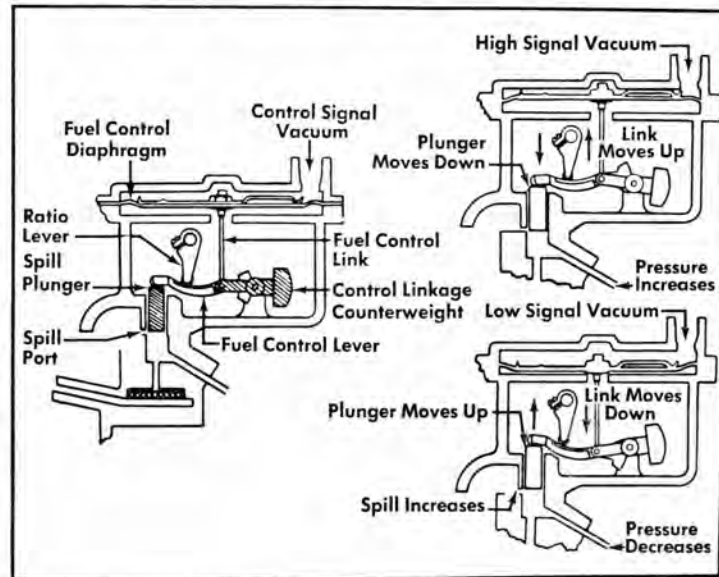 Fuel Control
Diaphragm
Control Signal
Vacuum
Ratio
Lever
Spill
Plunger
Spill
Port
Fuel Control
Link
Control Linkage
Counterweight
Fuel Control Lever
High Signal Vacuum
Plunger
Moves Down
Link
Moves Up
Pressure
Increases
Low Signal Vacuum
Plunger Moves Up
Link Moves
Down
Spill Increases
Pressure
Decreases